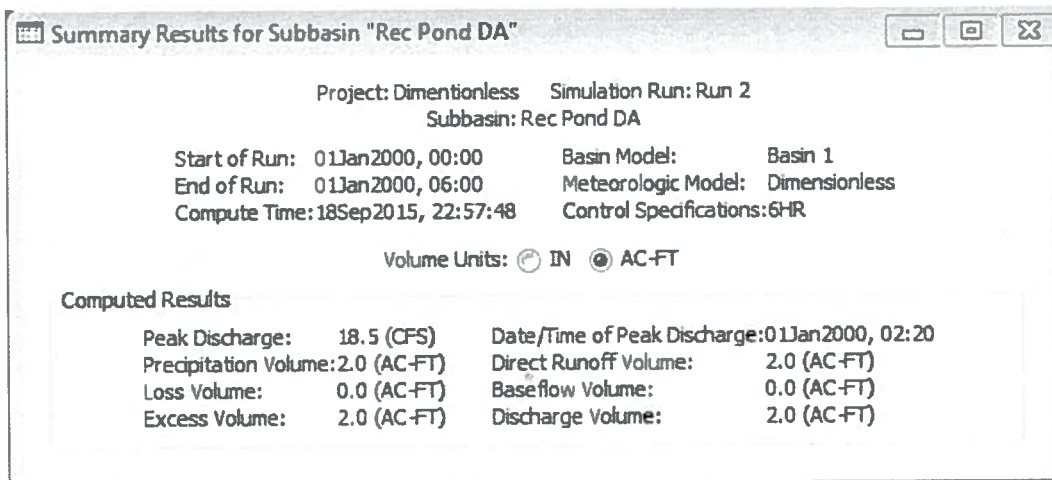 Summary Results for Subbasin "Rec Pond DA"
Project: Dimentionless Simulation Run: Run 2
Subbasin: Rec Pond DA
Start of Run: 01Jan2000, 00:00 Basin Model: Basin 1
End of Run: 01Jan2000, 06:00 Meteorologic Model: Dimensionless
Compute Time:18Sep2015, 22:57:48 Control Specifications:6HR
Volume Units: IN AC-FT
Computed Results
Peak Discharge: 18.5 (CFS) Date/Time of Peak Discharge:01Jan2000, 02:20
Precipitation Volume:2.0 (AC-FT) Direct Runoff Volume: 2.0 (AC-FT)
Loss Volume: 0.0 (AC-FT) Baseflow Volume: 0.0 (AC-FT)
Excess Volume: 2.0 (AC-FT) Discharge Volume: 2.0 (AC-FT)